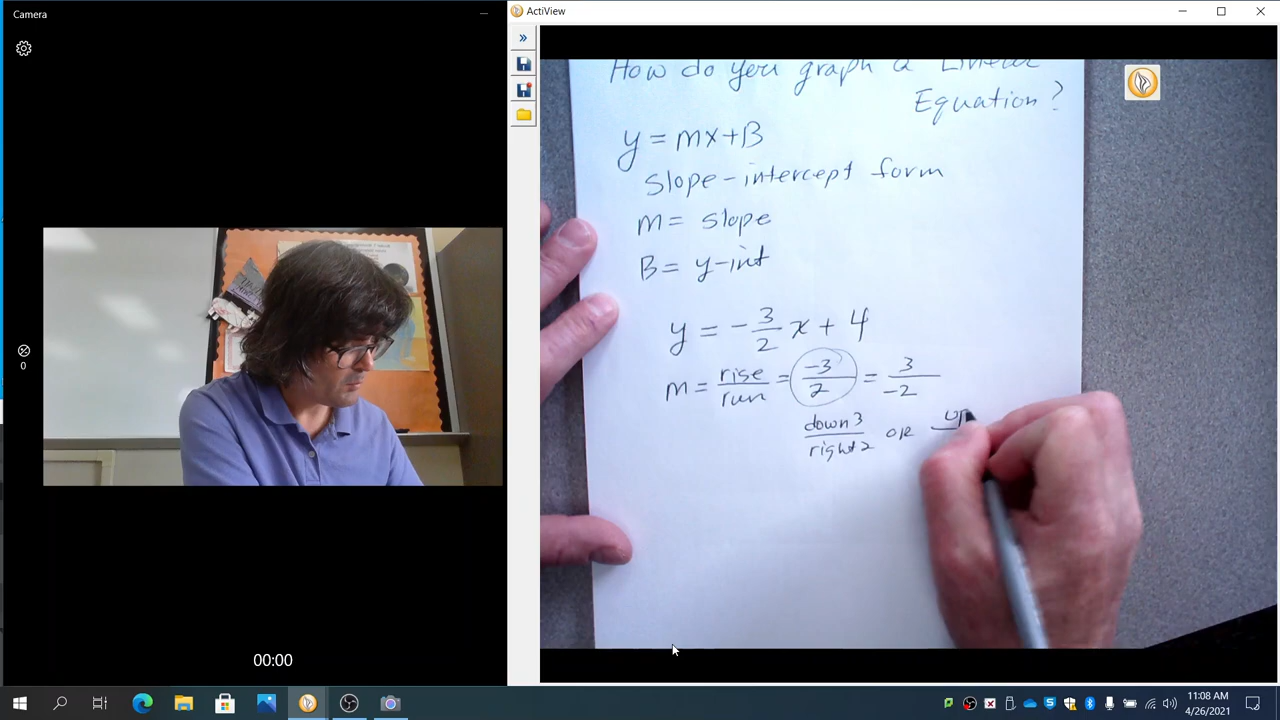 Camera
ActiView
»
How do you graph a Linear
Equation?
y = mx+B
slope-intercept form
m = slope
B = y-int
y = -3/2 x + 4
m = rise/run = -3/2 = 3/-2
down 3/right 2 or up
0
00:00
11:08 AM
4/26/2021